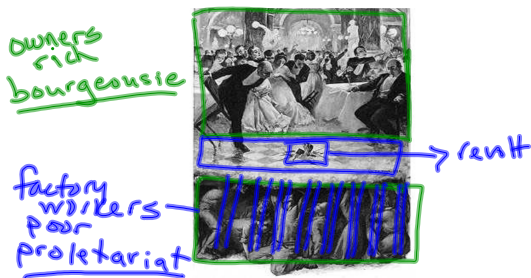 owners
rich
bourgeousie
revolt
factory
workers
poor
proletariat